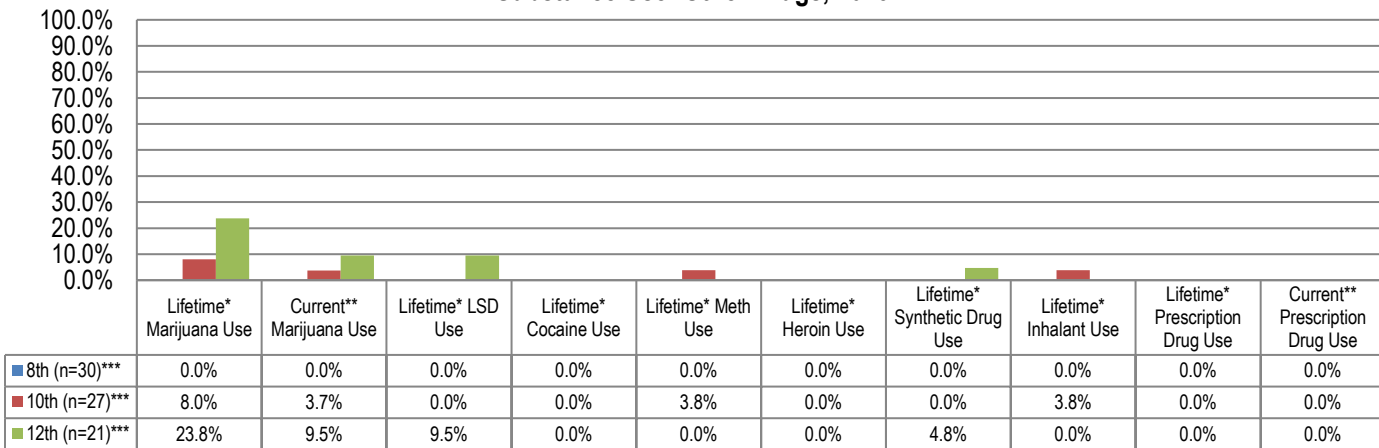 100.0%
90.0%
80.0%
70.0%
60.0%
50.0%
40.0%
30.0%
20.0%
10.0%
0.0%
Lifetime* Marijuana Use Current** Marijuana Use Lifetime* LSD Use Lifetime* Cocaine Use Lifetime* Meth Use Lifetime* Heroin Use Lifetime* Synthetic Drug Use Lifetime* Inhalant Use Lifetime* Prescription Drug Use Current** Prescription Drug Use
8th (n=30)*** 0.0% 0.0% 0.0% 0.0% 0.0% 0.0% 0.0% 0.0% 0.0% 0.0%
10th (n=27)*** 8.0% 3.7% 0.0% 0.0% 3.8% 0.0% 0.0% 3.8% 0.0% 0.0%
12th (n=21)*** 23.8% 9.5% 9.5% 0.0% 0.0% 0.0% 4.8% 0.0% 0.0% 0.0%